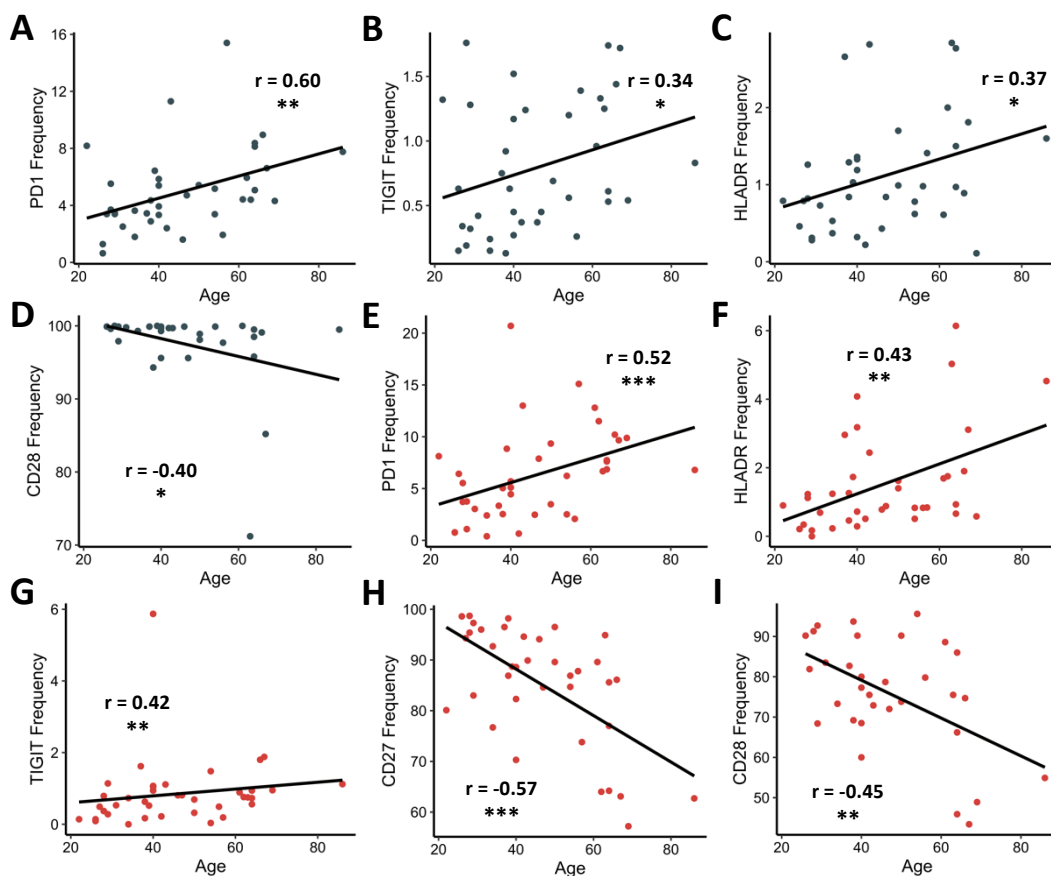 A
PD1 Frequency
16
12
8
4
0
r = 0.60
**
20
40
60
80
Age
B
TIGIT Frequency
1.5
1.0
0.5
r = 0.34
*
20
40
60
80
Age
C
HLADR Frequency
2
1
0
r = 0.37
*
20
40
60
80
Age
D
CD28 Frequency
100
90
80
70
r = -0.40
*
20
40
60
80
Age
E
PD1 Frequency
20
15
10
5
0
r = 0.52
***
20
40
60
80
Age
F
HLADR Frequency
6
4
2
0
r = 0.43
**
20
40
60
80
Age
G
TIGIT Frequency
6
4
2
0
r = 0.42
**
20
40
60
80
Age
H
CD27 Frequency
100
90
80
70
60
r = -0.57
***
20
40
60
80
Age
I
CD28 Frequency
90
80
70
60
50
r = -0.45
**
20
40
60
80
Age